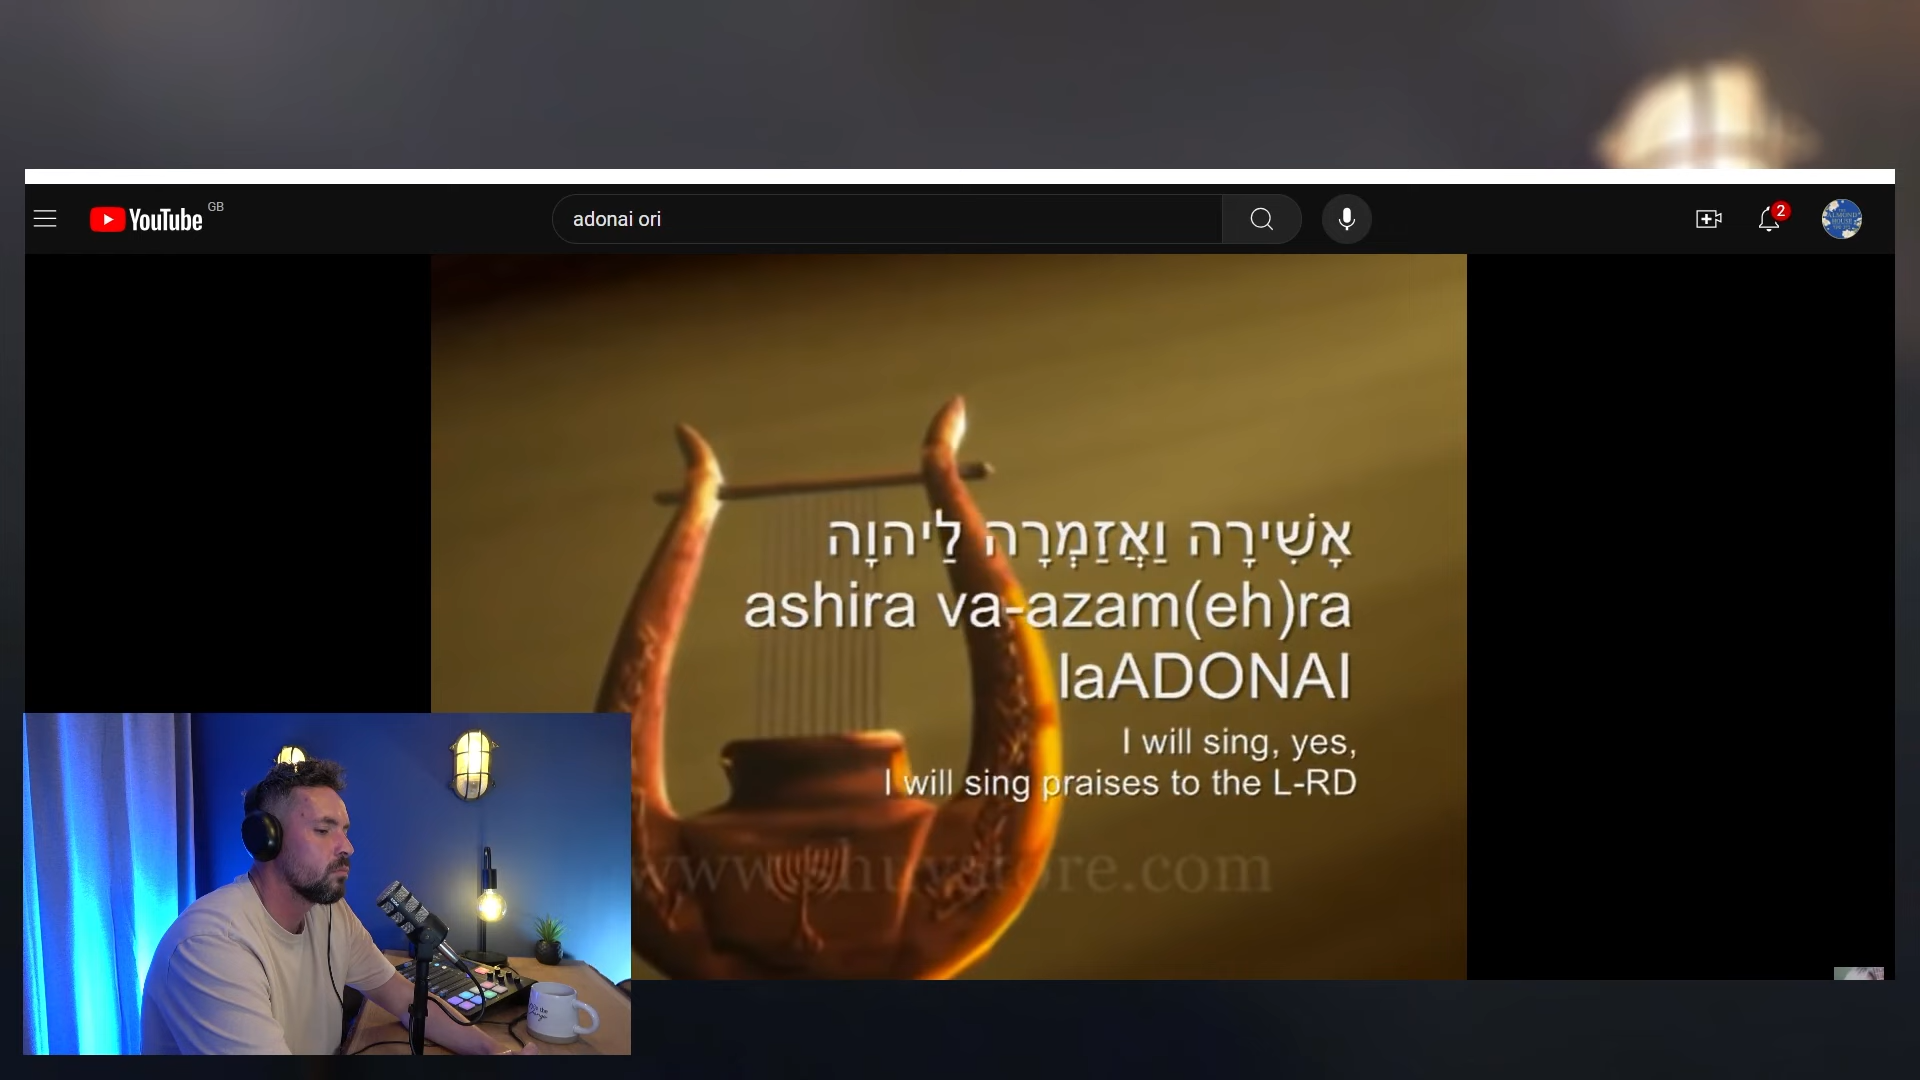 YouTube GB
adonai ori
2
אָשִׁירָה וַאֲזַמְּרָה לַיהוָה
ashira va-azam(eh)ra
laADONAI
I will sing, yes,
I will sing praises to the L-RD